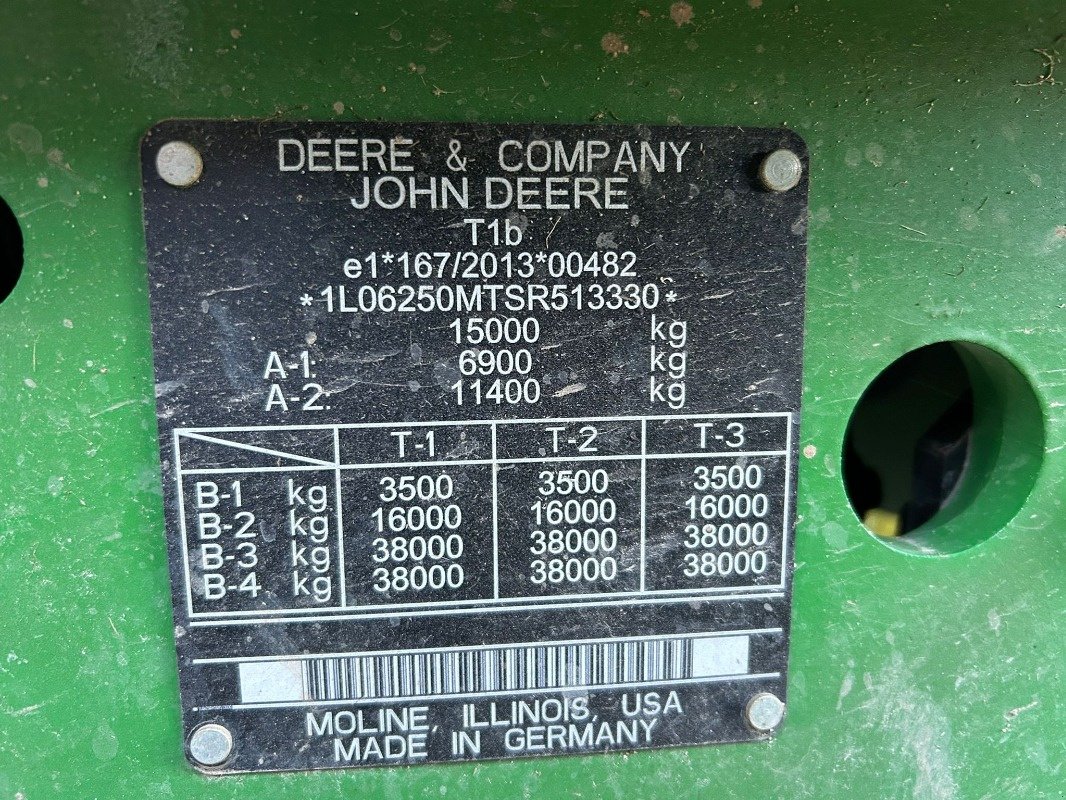 DEERE & COMPANY
JOHN DEERE
T1b
e1*167/2013*00482
*1L06250MTSR513330*
15000 kg
A-1: 6900 kg
A-2: 11400 kg
T-1 T-2 T-3
B-1 kg 3500 3500 3500
B-2 kg 16000 16000 16000
B-3 kg 38000 38000 38000
B-4 kg 38000 38000 38000
MOLINE, ILLINOIS, USA
MADE IN GERMANY